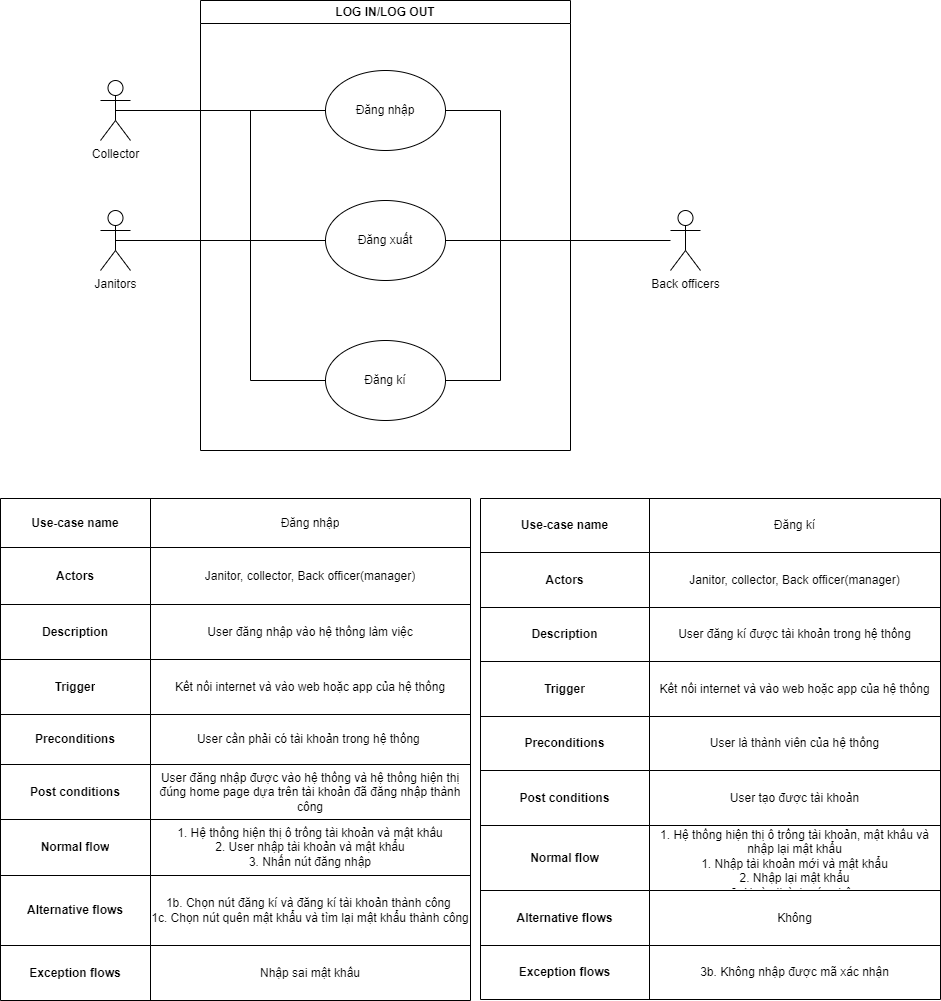 LOG IN/LOG OUT
Đăng nhập
Collector
Đăng xuất
Janitors
Back officers
Đăng kí
Use-case name
Đăng nhập
Actors
Janitor, collector, Back officer(manager)
Description
User đăng nhập vào hệ thống làm việc
Trigger
Kết nối internet và vào web hoặc app của hệ thống
Preconditions
User cần phải có tài khoản trong hệ thống
Post conditions
User đăng nhập được vào hệ thống và hệ thống hiện thị
đúng home page dựa trên tài khoản đã đăng nhập thành
công
Normal flow
1. Hệ thống hiện thị ô trống tài khoản và mật khẩu
2. User nhập tài khoản và mật khẩu
3. Nhấn nút đăng nhập
Alternative flows
1b. Chọn nút đăng kí và đăng kí tài khoản thành công
1c. Chọn nút quên mật khẩu và tìm lại mật khẩu thành công
Exception flows
Nhập sai mật khẩu
Use-case name
Đăng kí
Actors
Janitor, collector, Back officer(manager)
Description
User đăng kí được tài khoản trong hệ thống
Trigger
Kết nối internet và vào web hoặc app của hệ thống
Preconditions
User là thành viên của hệ thống
Post conditions
User tạo được tài khoản
Normal flow
1. Hệ thống hiện thị ô trống tài khoản, mật khẩu và
nhập lại mật khẩu
1. Nhập tài khoản mới và mật khẩu
2. Nhập lại mật khẩu
Alternative flows
Không
Exception flows
3b. Không nhập được mã xác nhận